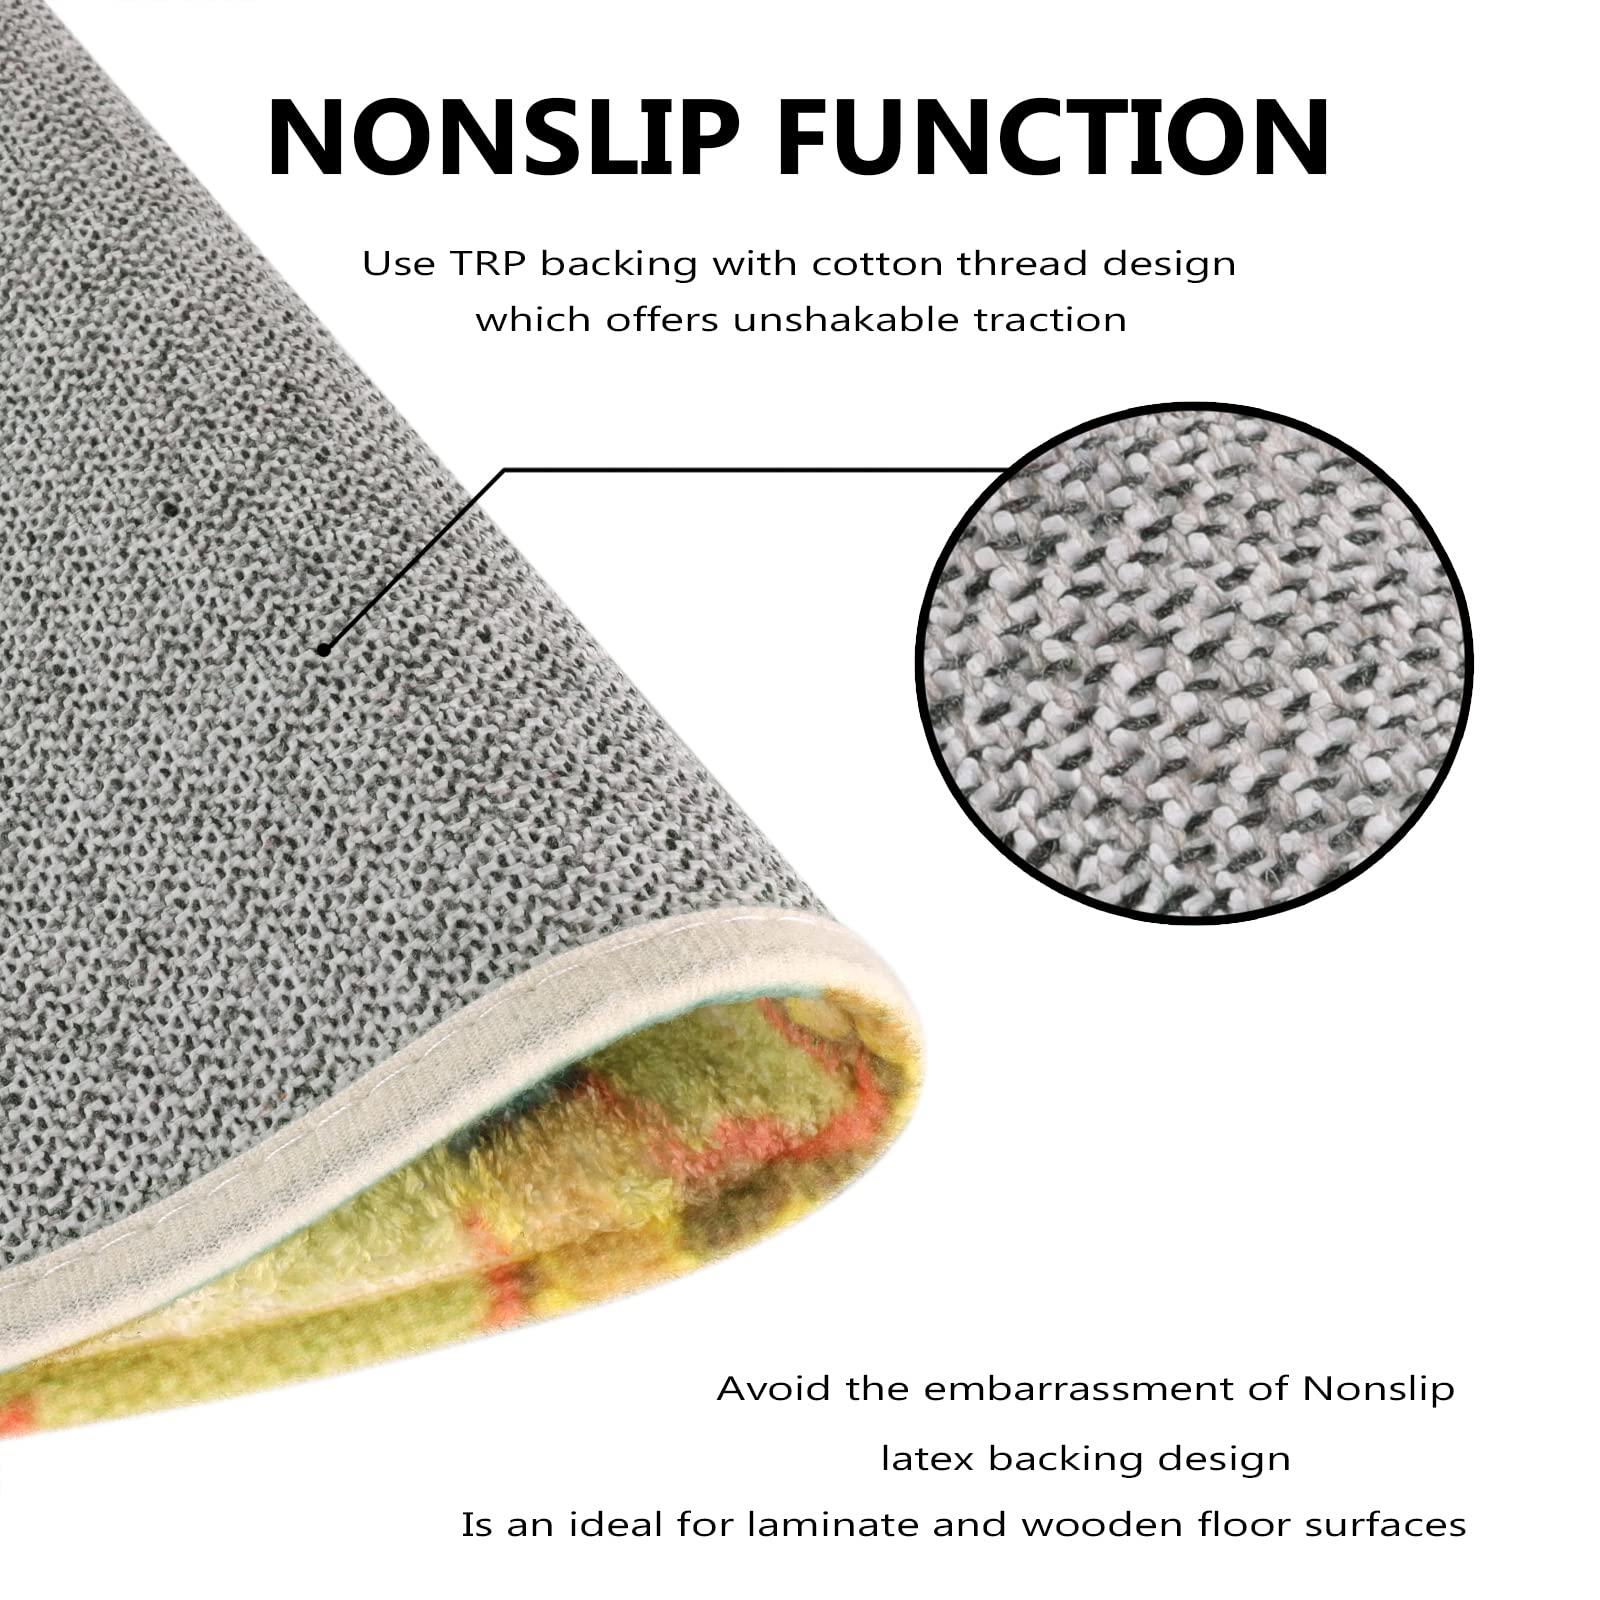 NONSLIP FUNCTION
Use TRP backing with cotton thread design
which offers unshakable traction
Avoid the embarrassment of Nonslip
latex backing design
Is an ideal for laminate and wooden floor surfaces